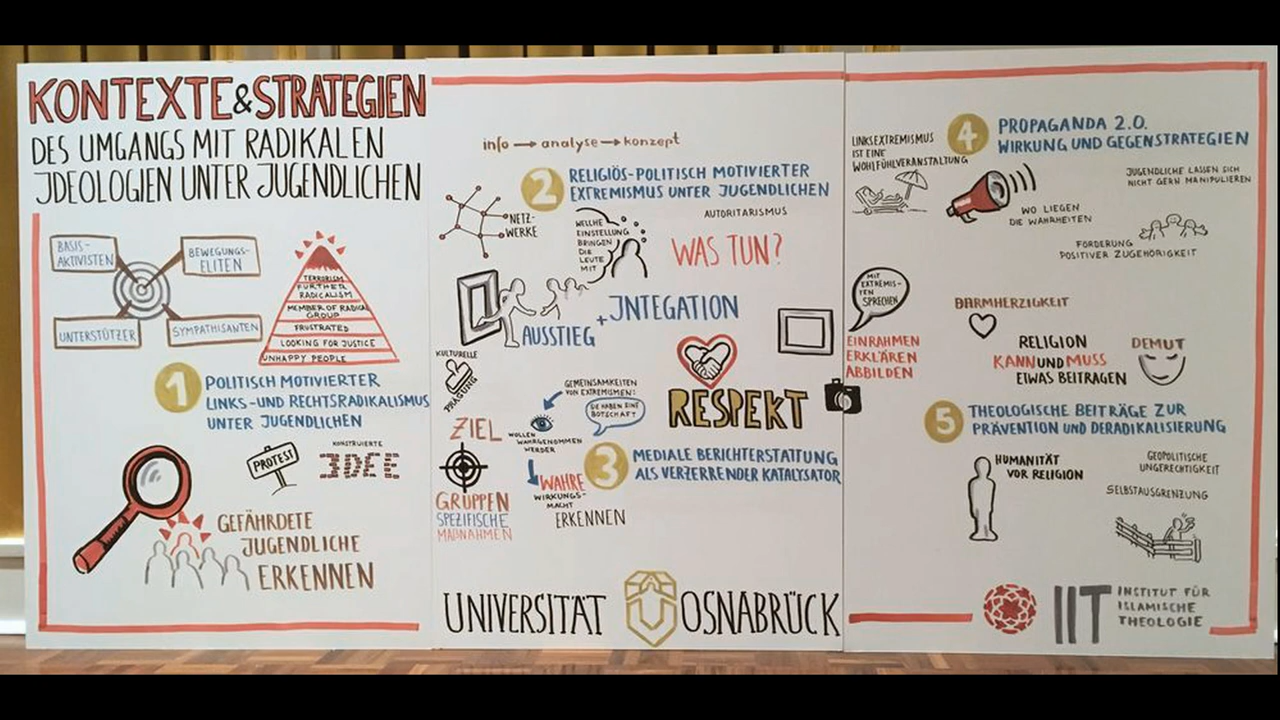 KONTEXTE & STRATEGIEN
DES UMGANGS MIT RADIKALEN
JDEOLOGIEN UNTER JUGENDLICHEN
BASIS-
AKTIVISTEN
BEWEGUNGS-
ELITEN
UNTERSTÜTZER
SYMPATHISANTEN
TERRORISM
FURTHER
RADICALISM
MEMBER OF RADICAL
GROUP
FRUSTRATED
LOOKING FOR JUSTICE
UNHAPPY PEOPLE
1 POLITISCH MOTIVIERTER
LINKS- UND RECHTSRADIKALISMUS
UNTER JUGENDLICHEN
PROTEST
KONSTRUIERTE
IDEE
GEFÄHRDETE
JUGENDLICHE
ERKENNEN
info → analyse → konzept
2 RELIGIÖS-POLITISCH MOTIVIERTER
EXTREMISMUS UNTER JUGENDLICHEN
NETZ-
WERKE
WELCHE
EINSTELLUNG
BRINGEN
DIE
LEUTE
MIT
AUTORITARISMUS
WAS TUN?
AUSSTIEG + JNTEGATION
KULTURELLE
PRÄGUNG
GEMEINSAMKEITEN
VON EXTREMISMEN:
SIE HABEN EINE
BOTSCHAFT
WOLLEN
WAHRGENOMMEN
WERDEN
RESPEKT
ZIEL
GRUPPEN
SPEZIFISCHE
MAßNAHMEN
3 MEDIALE BERICHTERSTATTUNG
ALS VERZERRENDER KATALYSATOR
WAHRE
WIRKUNGS-
MACHT
ERKENNEN
UNIVERSITÄT OSNABRÜCK
LINKSEXTREMISMUS
IST EINE
WOHLFÜHLVERANSTALTUNG
4 PROPAGANDA 2.0.
WIRKUNG UND GEGENSTRATEGIEN
JUGENDLICHE LASSEN SICH
NICHT GERN MANIPULIEREN
WO LIEGEN
DIE WAHRHEITEN
FÖRDERUNG
POSITIVER ZUGEHÖRIGKEIT
MIT
EXTREMIS-
TEN
SPRECHEN
EINRAHMEN
ERKLÄREN
ABBILDEN
BARMHERZIGKEIT
RELIGION
KANN UND MUSS
ETWAS BEITRAGEN
DEMUT
5 THEOLOGISCHE BEITRÄGE ZUR
PRÄVENTION UND DERADIKALISIERUNG
HUMANITÄT
VOR RELIGION
GEOPOLITISCHE
UNGERECHTIGKEIT
SELBSTAUSGRENZUNG
IIT INSTITUT FÜR
ISLAMISCHE
THEOLOGIE